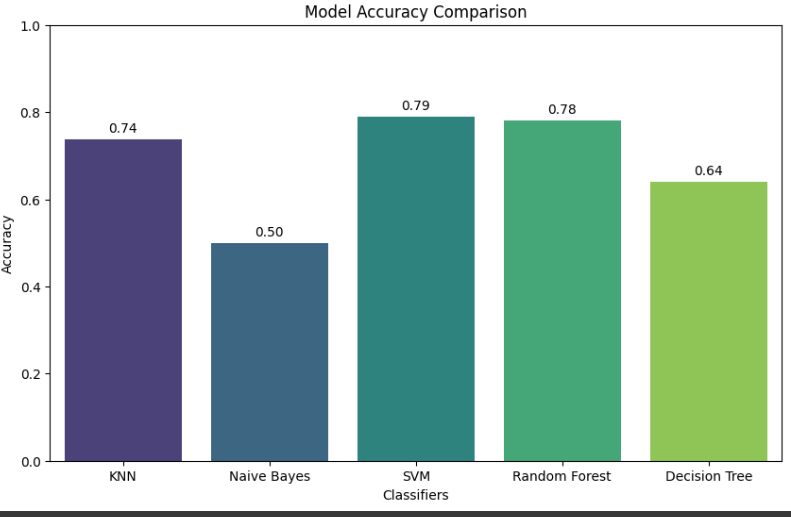 Model Accuracy Comparison
1.0
0.8
0.6
0.4
0.2
0.0
Accuracy
0.74
0.50
0.79
0.78
0.64
KNN
Naive Bayes
SVM
Random Forest
Decision Tree
Classifiers